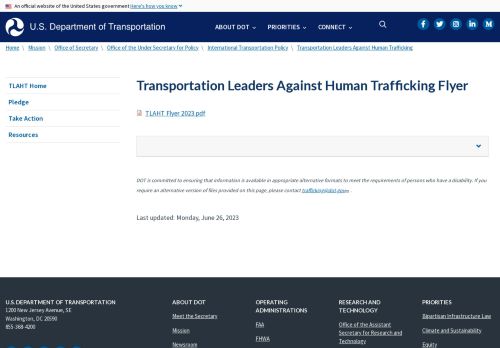 An official website of the United States government Here's how you know
U.S. Department of Transportation
ABOUT DOT
PRIORITIES
CONNECT
Home \ Mission \ Office of Secretary \ Office of the Under Secretary for Policy \ International Transportation Policy \ Transportation Leaders Against Human Trafficking
TLAHT Home
Pledge
Take Action
Resources
Transportation Leaders Against Human Trafficking Flyer
TLAHT Flyer 2023.pdf
DOT is committed to ensuring that information is available in appropriate alternative formats to meet the requirements of persons who have a disability. If you
require an alternative version of files provided on this page, please contact trafficking@dot.gov.
Last updated: Monday, June 26, 2023
U.S. DEPARTMENT OF TRANSPORTATION
1200 New Jersey Avenue, SE
Washington, DC 20590
855-368-4200
ABOUT DOT
Meet the Secretary
Mission
Newsroom
OPERATING
ADMINISTRATIONS
FAA
FHWA
RESEARCH AND
TECHNOLOGY
Office of the Assistant
Secretary for Research and
Technology
PRIORITIES
Bipartisan Infrastructure Law
Climate and Sustainability
Equity